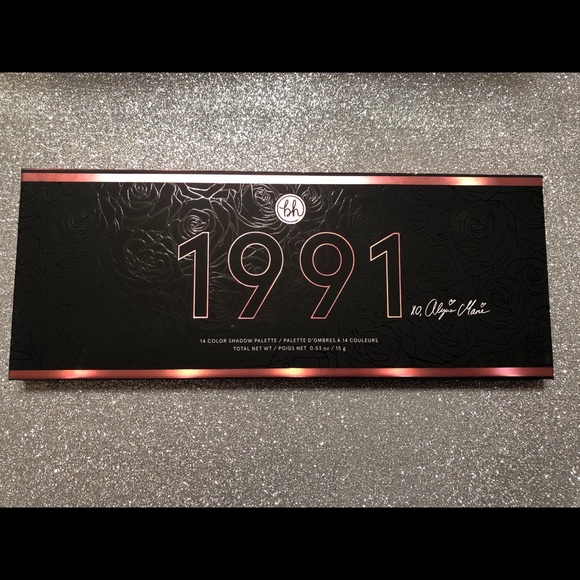 bh
1991
XO, Alyssa Marie
14 COLOR SHADOW PALETTE / PALETTE D'OMBRES À 14 COULEURS
TOTAL NET WT / POIDS NET 0.53 oz / 15 g